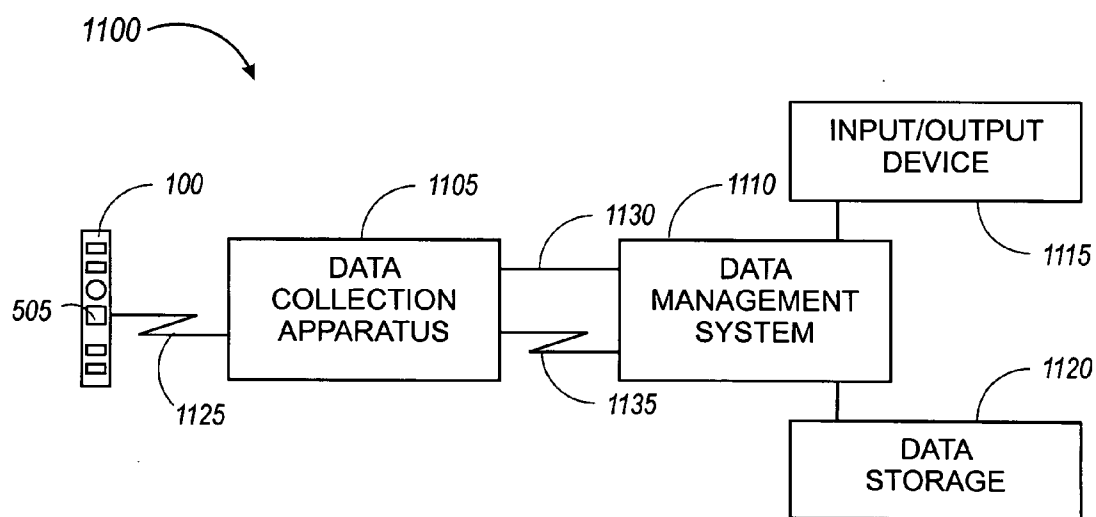 1100
INPUT/OUTPUT
DEVICE
100
1105
1110
1130
1115
DATA
COLLECTION
APPARATUS
DATA
MANAGEMENT
SYSTEM
505
1125
1135
1120
DATA
STORAGE